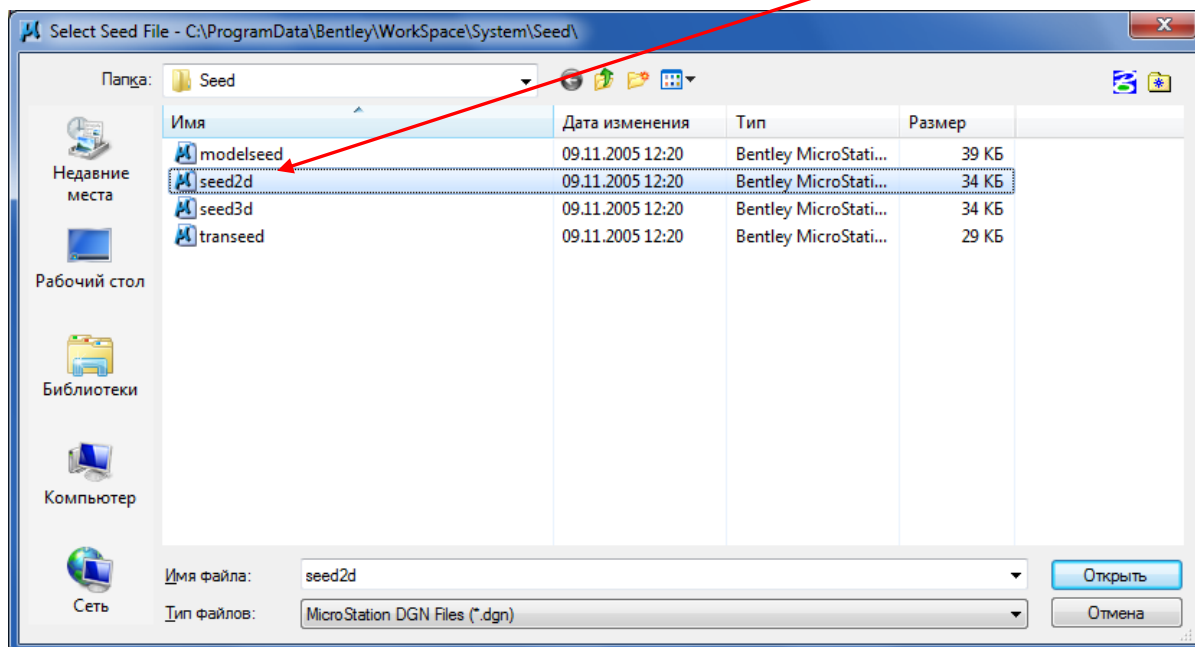 Select Seed File - C:\ProgramData\Bentley\WorkSpace\System\Seed\
x
Папка: Seed
Имя Дата изменения Тип Размер
modelseed 09.11.2005 12:20 Bentley MicroStati... 39 КБ
seed2d 09.11.2005 12:20 Bentley MicroStati... 34 КБ
seed3d 09.11.2005 12:20 Bentley MicroStati... 34 КБ
transeed 09.11.2005 12:20 Bentley MicroStati... 29 КБ
Недавние
места
Рабочий стол
Библиотеки
Компьютер
Сеть
Имя файла: seed2d Открыть
Тип файлов: MicroStation DGN Files (*.dgn) Отмена